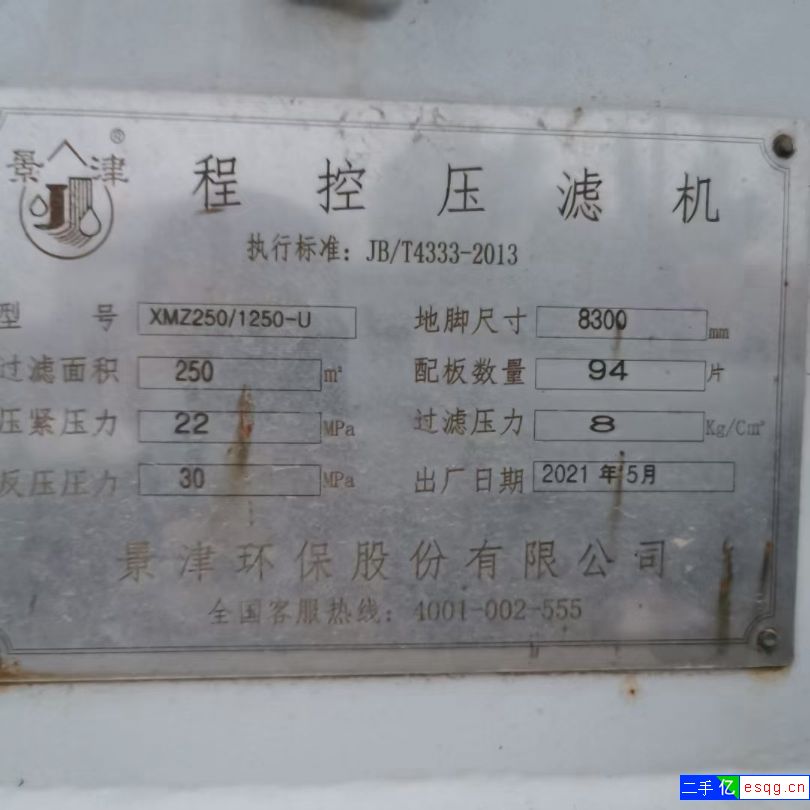 景津®
程控压滤机
执行标准：JB/T4333-2013
型号 XMZ250/1250-U 地脚尺寸 8300 mm
过滤面积 250 m² 配板数量 94 片
压紧压力 22 MPa 过滤压力 8 Kg/Cm²
反压压力 30 MPa 出厂日期 2021年5月
景津环保股份有限公司
全国客服热线：4001-002-555
二手亿 esqg.cn